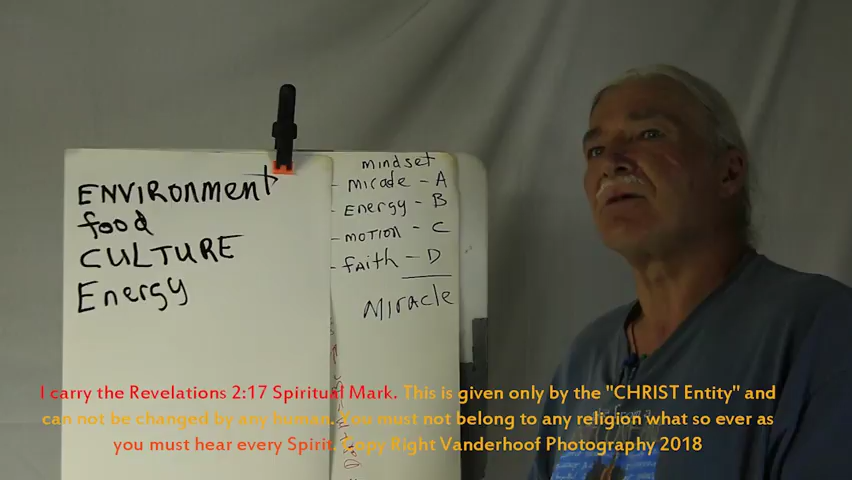 ENVIRONMENT
food
CULTURE
Energy
mindset
- miracle - A
- Energy - B
- MOTION - C
- faith - D
Miracle
I carry the Revelations 2:17 Spiritual Mark. This is given only by the "CHRIST Entity" and
can not be changed by any human. You must not belong to any religion what so ever as
you must hear every Spirit. Copy Right Vanderhoof Photography 2018